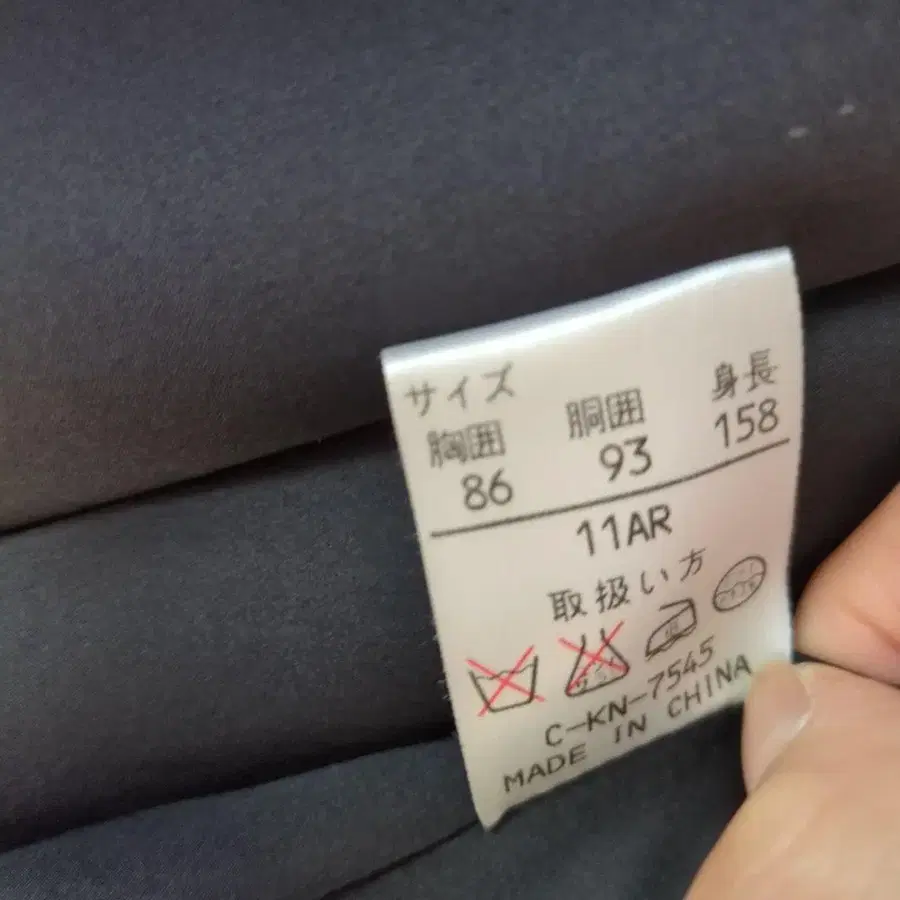 サイズ
胸囲 胴囲 身長
86 93 158
11AR
取扱い方
C-KN-7545
MADE IN CHINA